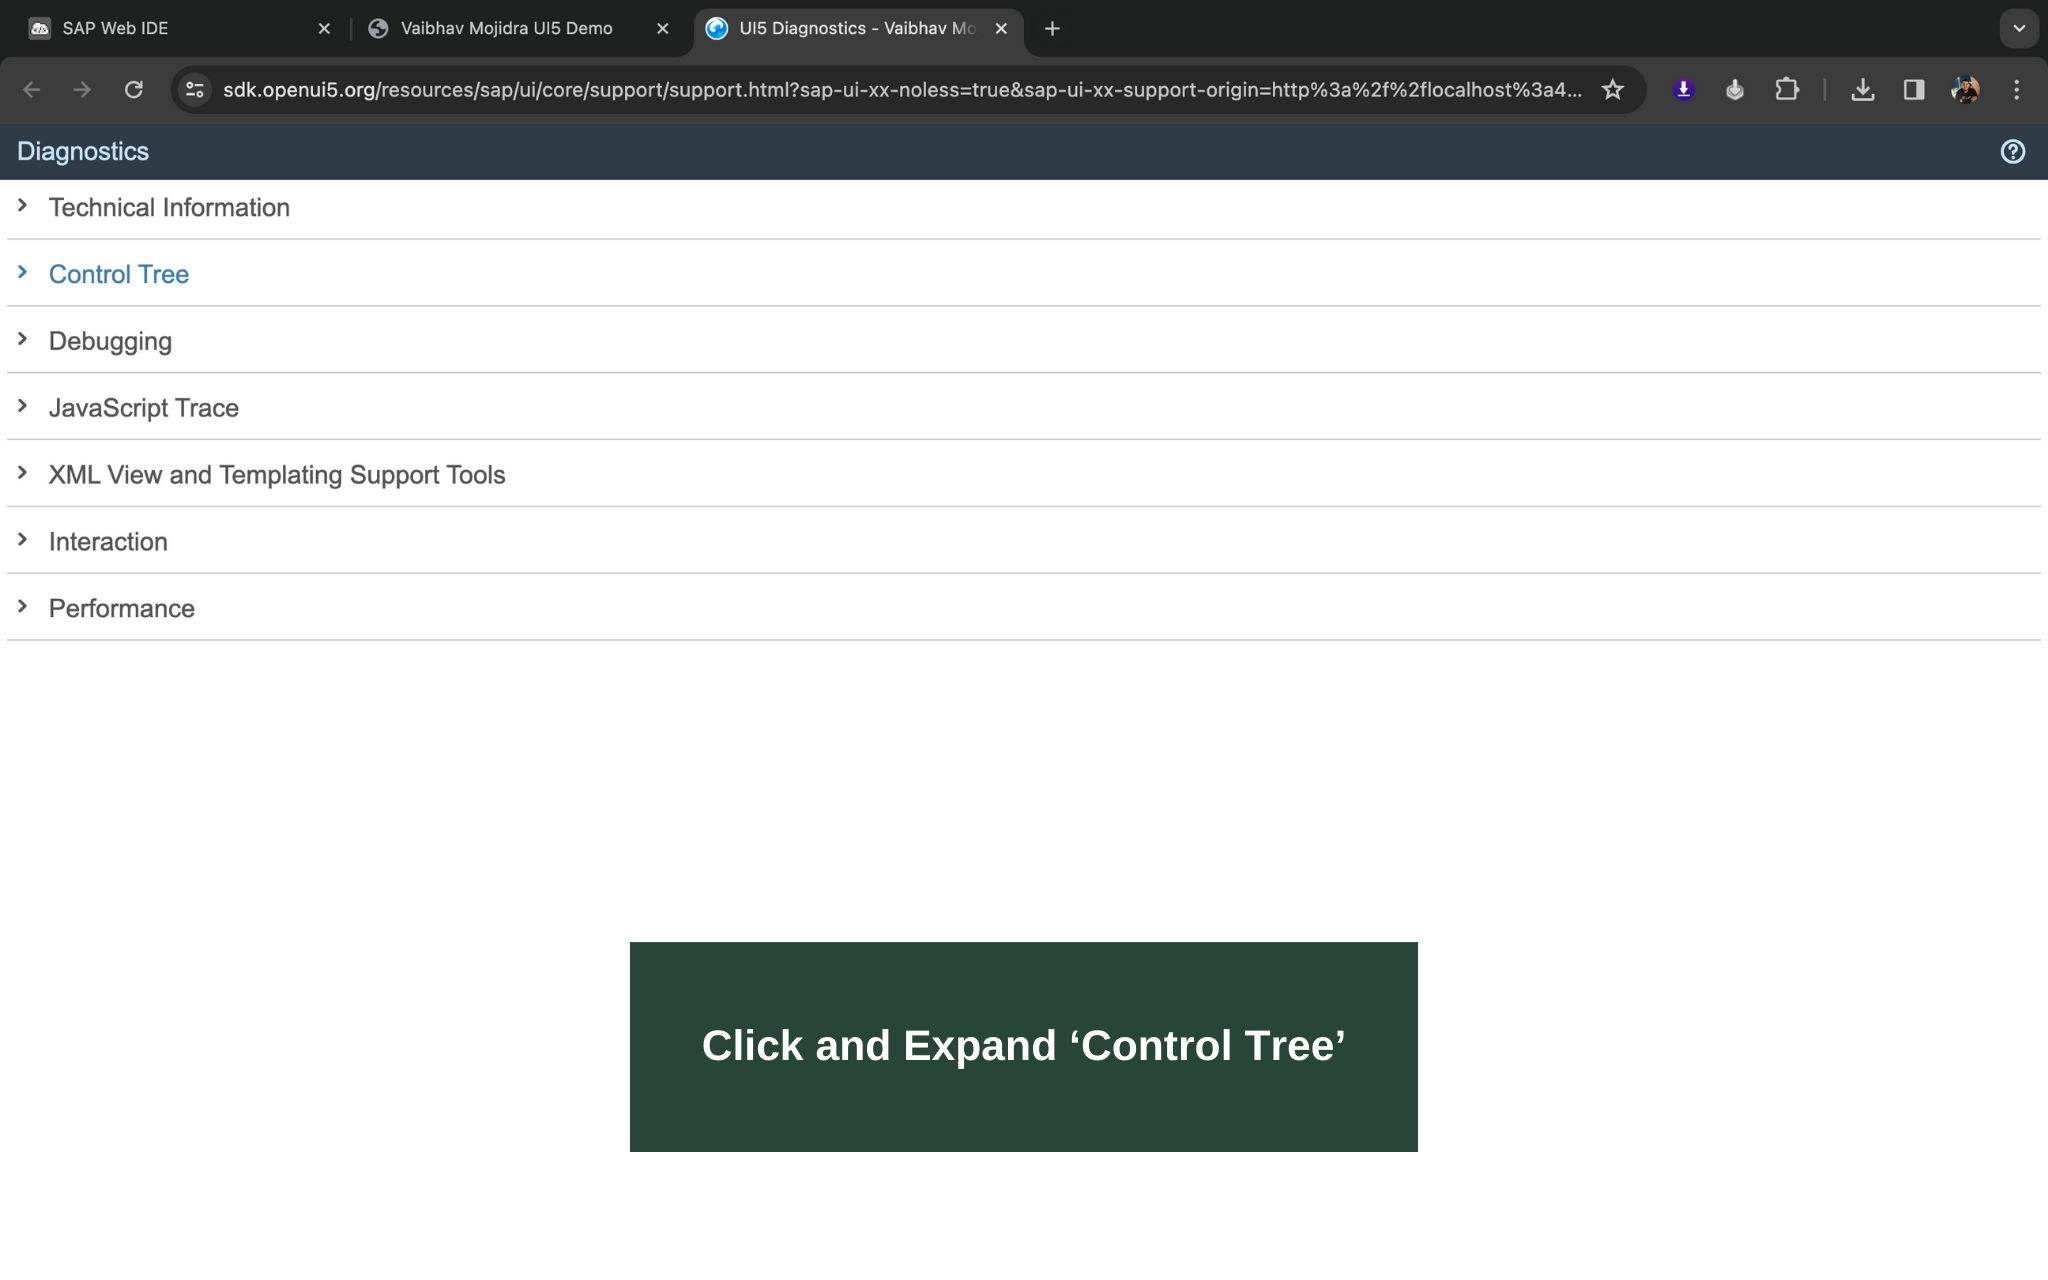 SAP Web IDE
Vaibhav Mojidra UI5 Demo
UI5 Diagnostics - Vaibhav Mo
sdk.openui5.org/resources/sap/ui/core/support/support.html?sap-ui-xx-noless=true&sap-ui-xx-support-origin=http%3a%2f%2flocalhost%3a4...
Diagnostics
Technical Information
Control Tree
Debugging
JavaScript Trace
XML View and Templating Support Tools
Interaction
Performance
Click and Expand ‘Control Tree’